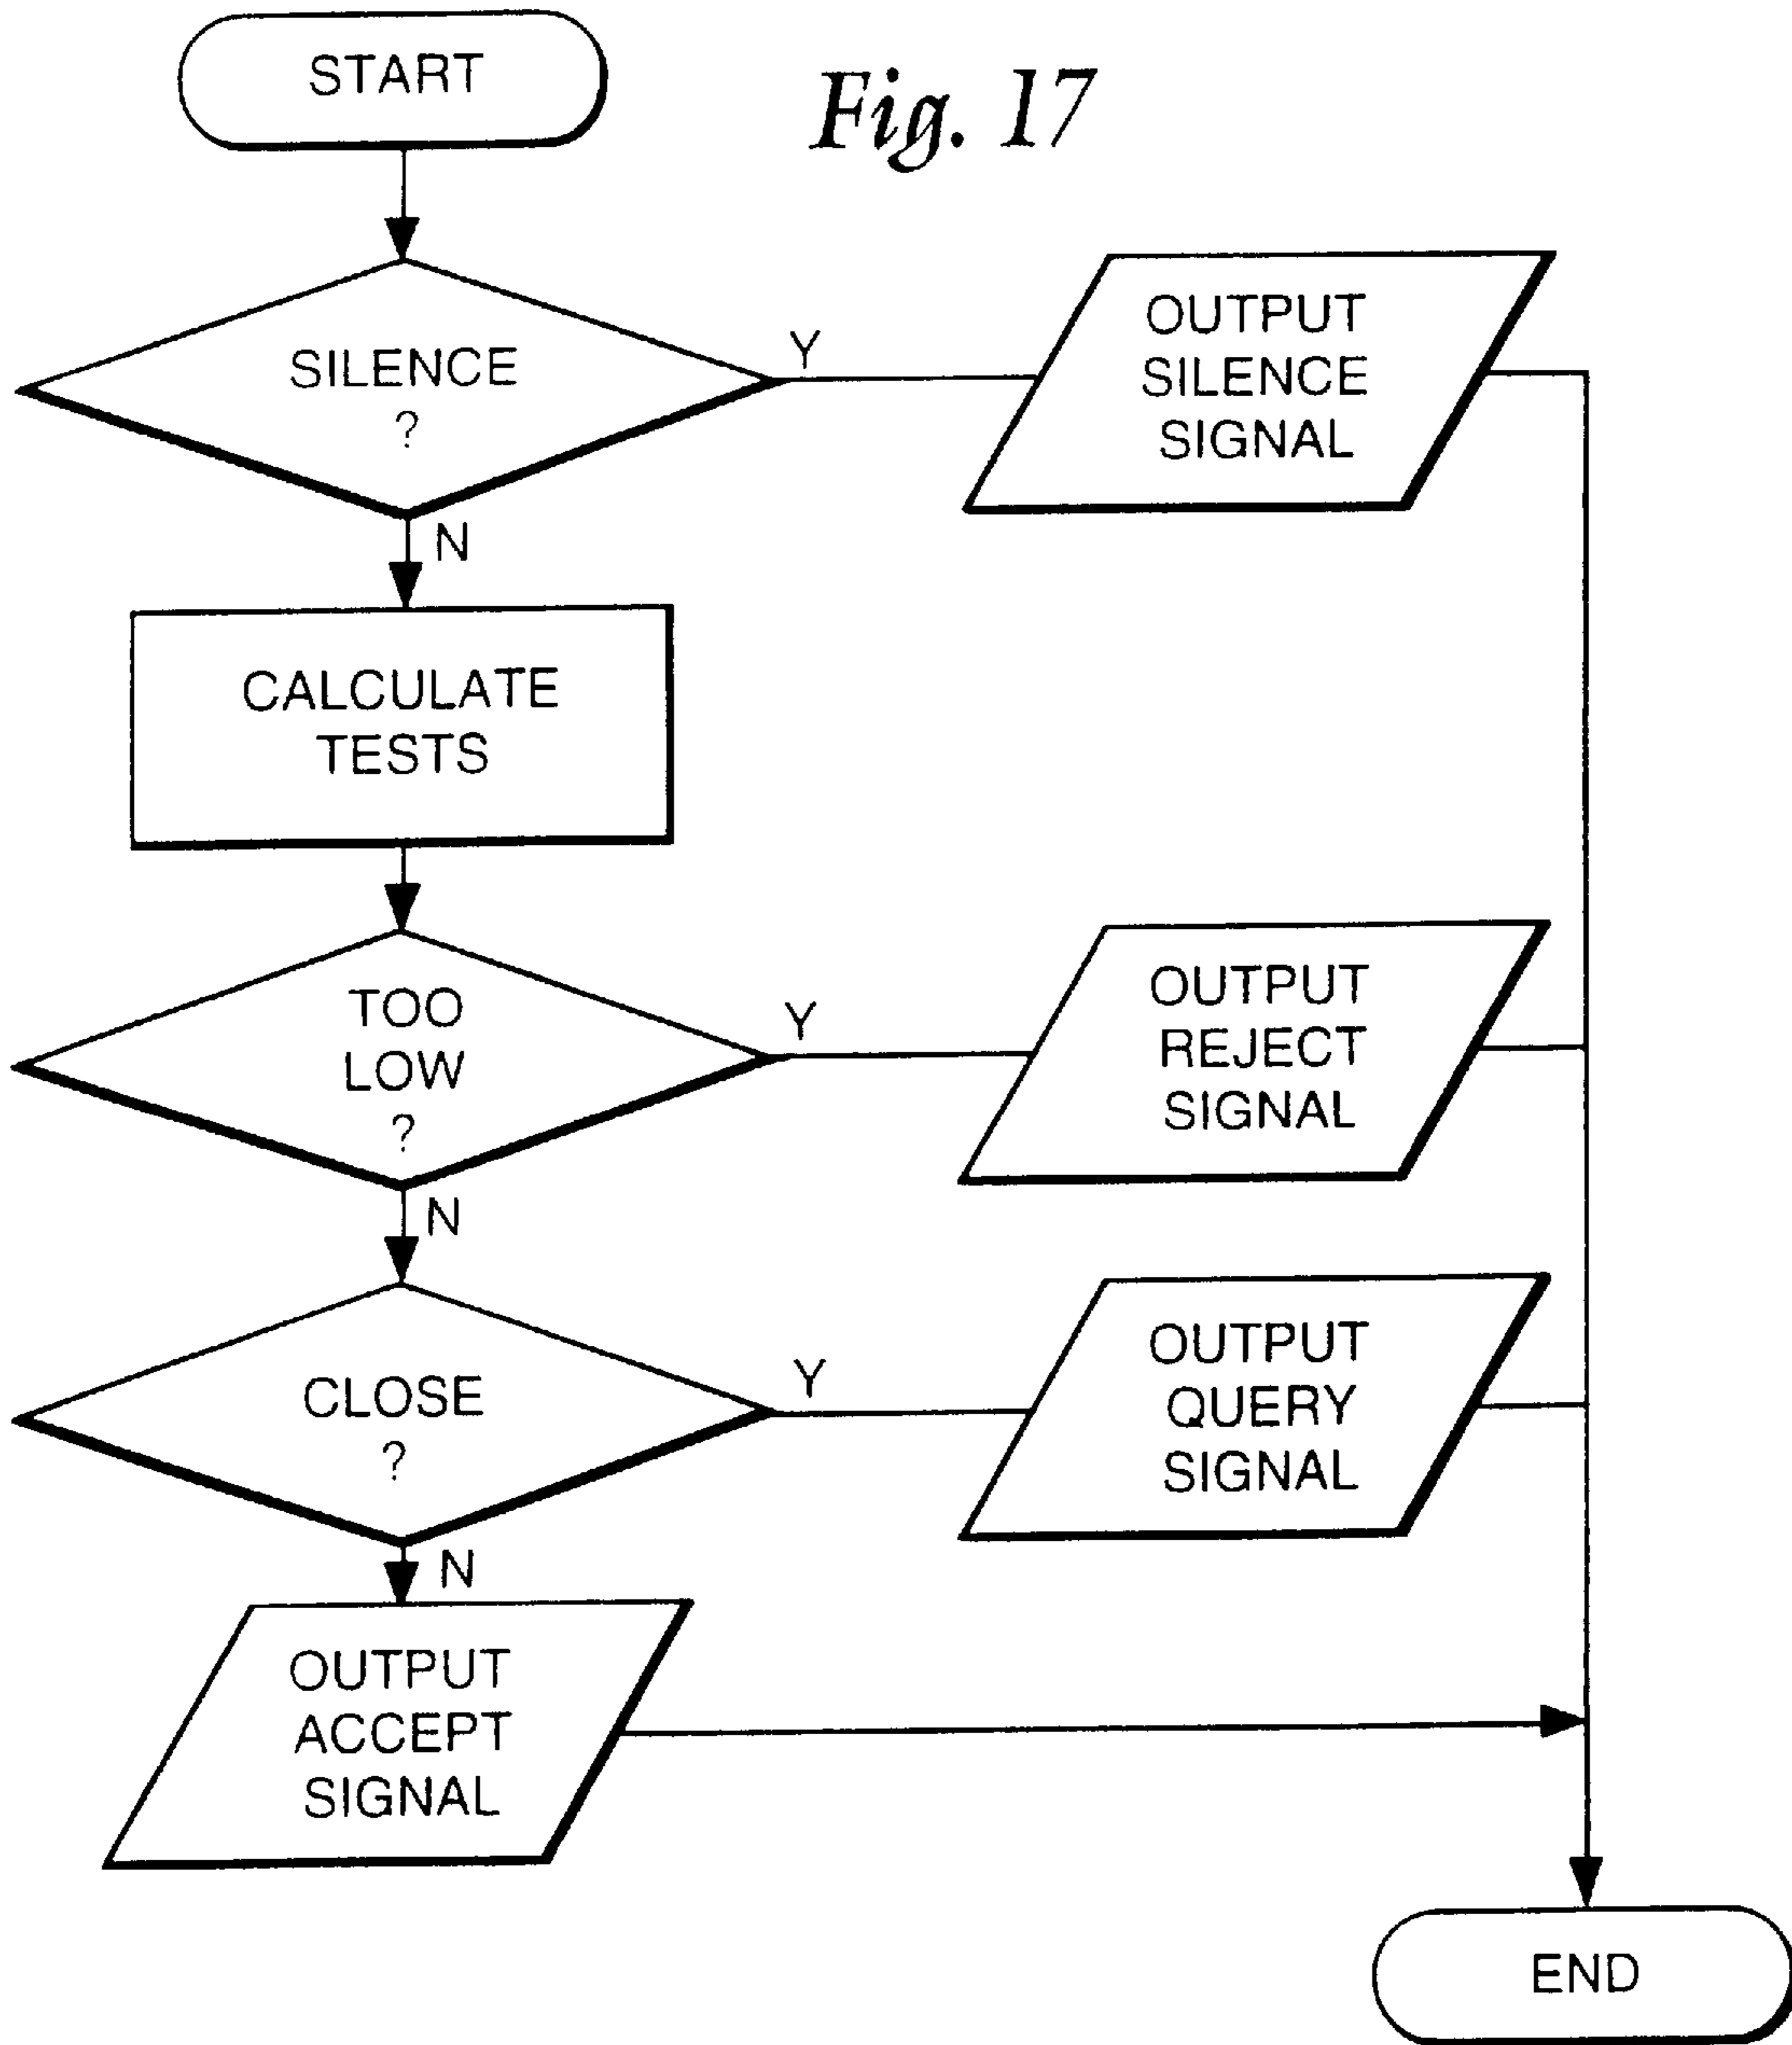 START
Fig. 17
SILENCE
?
Y
OUTPUT
SILENCE
SIGNAL
N
CALCULATE
TESTS
TOO
LOW
?
Y
OUTPUT
REJECT
SIGNAL
N
CLOSE
?
Y
OUTPUT
QUERY
SIGNAL
N
OUTPUT
ACCEPT
SIGNAL
END